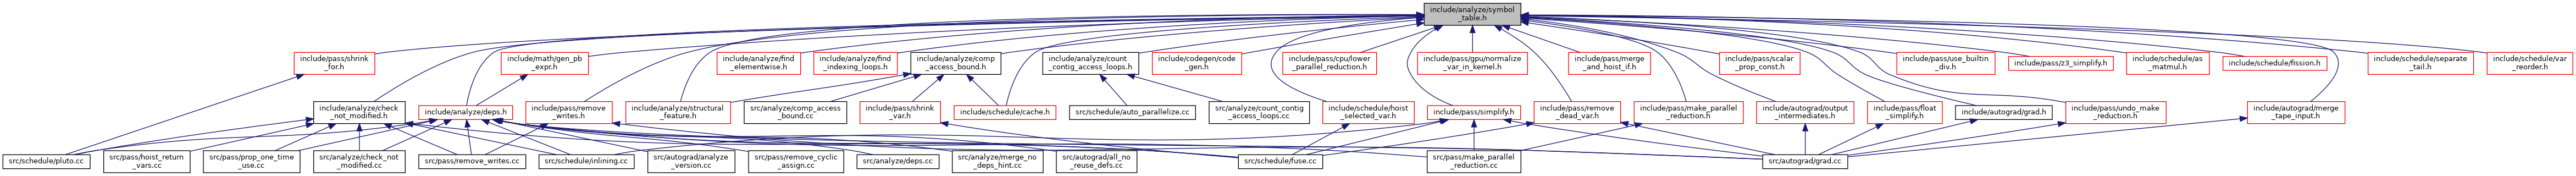 include/analyze/symbol
_table.h
include/pass/shrink
_for.h
include/math/gen_pb
_expr.h
include/analyze/find
_elementwise.h
include/analyze/find
_indexing_loops.h
include/analyze/comp
_access_bound.h
include/analyze/count
_contig_access_loops.h
include/codegen/code
_gen.h
include/pass/cpu/lower
_parallel_reduction.h
include/pass/gpu/normalize
_var_in_kernel.h
include/pass/merge
_and_hoist_if.h
include/pass/scalar
_prop_const.h
include/pass/use_builtin
_div.h
include/pass/z3_simplify.h
include/schedule/as
_matmul.h
include/schedule/fission.h
include/schedule/separate
_tail.h
include/schedule/var
_reorder.h
include/analyze/check
_not_modified.h
include/analyze/deps.h
include/pass/remove
_writes.h
include/analyze/structural
_feature.h
src/analyze/comp_access
_bound.cc
include/pass/shrink
_var.h
include/schedule/cache.h
src/schedule/auto_parallelize.cc
src/analyze/count_contig
_access_loops.cc
include/schedule/hoist
_selected_var.h
include/pass/simplify.h
include/pass/remove
_dead_var.h
include/pass/make_parallel
_reduction.h
include/autograd/output
_intermediates.h
include/pass/float
_simplify.h
include/autograd/grad.h
include/pass/undo_make
_reduction.h
include/autograd/merge
_tape_input.h
src/schedule/pluto.cc
src/pass/hoist_return
_vars.cc
src/pass/prop_one_time
_use.cc
src/analyze/check_not
_modified.cc
src/pass/remove_writes.cc
src/schedule/inlining.cc
src/autograd/analyze
_version.cc
src/pass/remove_cyclic
_assign.cc
src/analyze/deps.cc
src/analyze/merge_no
_deps_hint.cc
src/autograd/all_no
_reuse_defs.cc
src/schedule/fuse.cc
src/pass/make_parallel
_reduction.cc
src/autograd/grad.cc